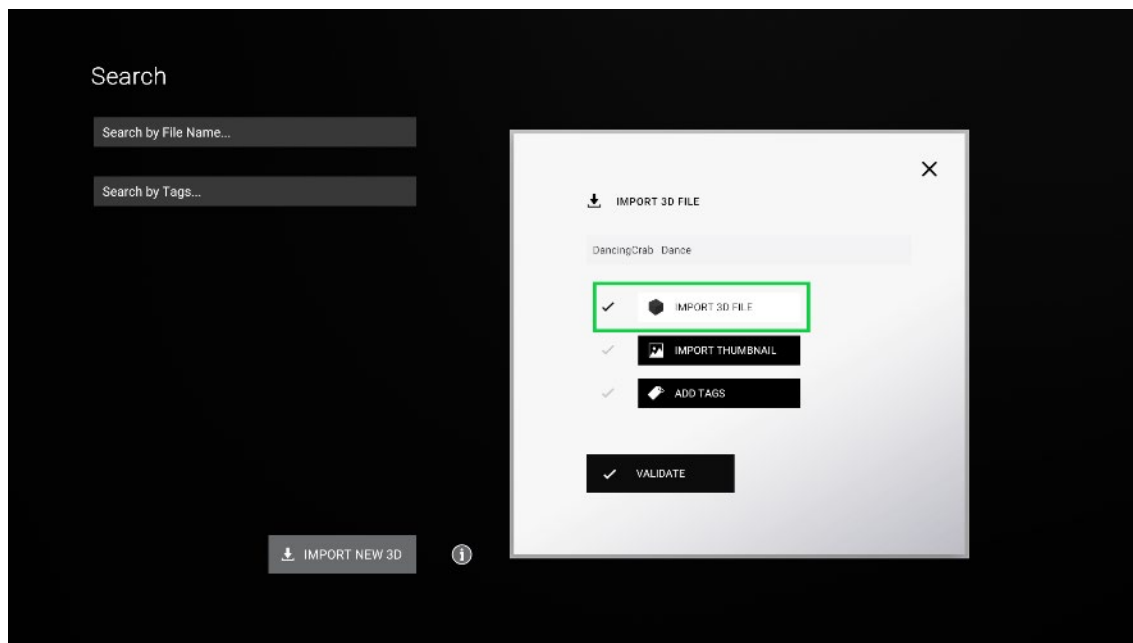 Search
Search by File Name...
Search by Tags...
IMPORT 3D FILE
DancingCrab Dance
IMPORT 3D FILE
IMPORT THUMBNAIL
ADD TAGS
VALIDATE
IMPORT NEW 3D